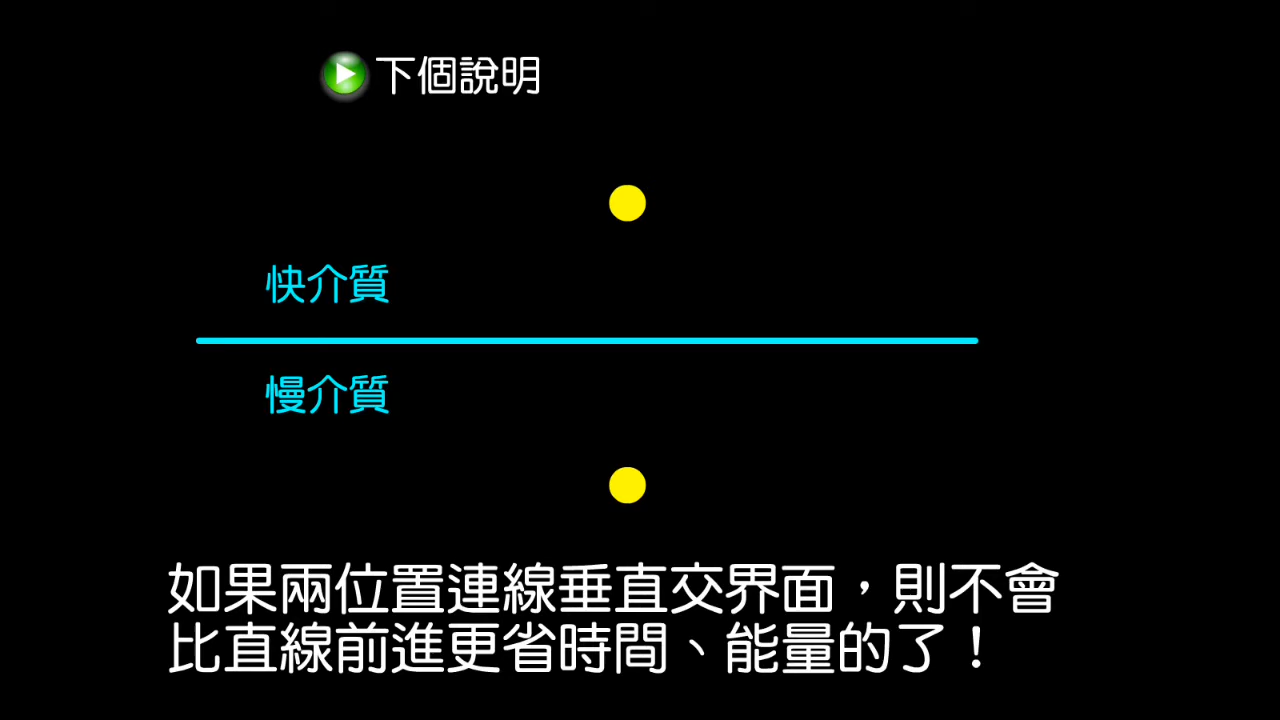 下個說明
快介質
慢介質
如果兩位置連線垂直交界面，則不會
比直線前進更省時間、能量的了！